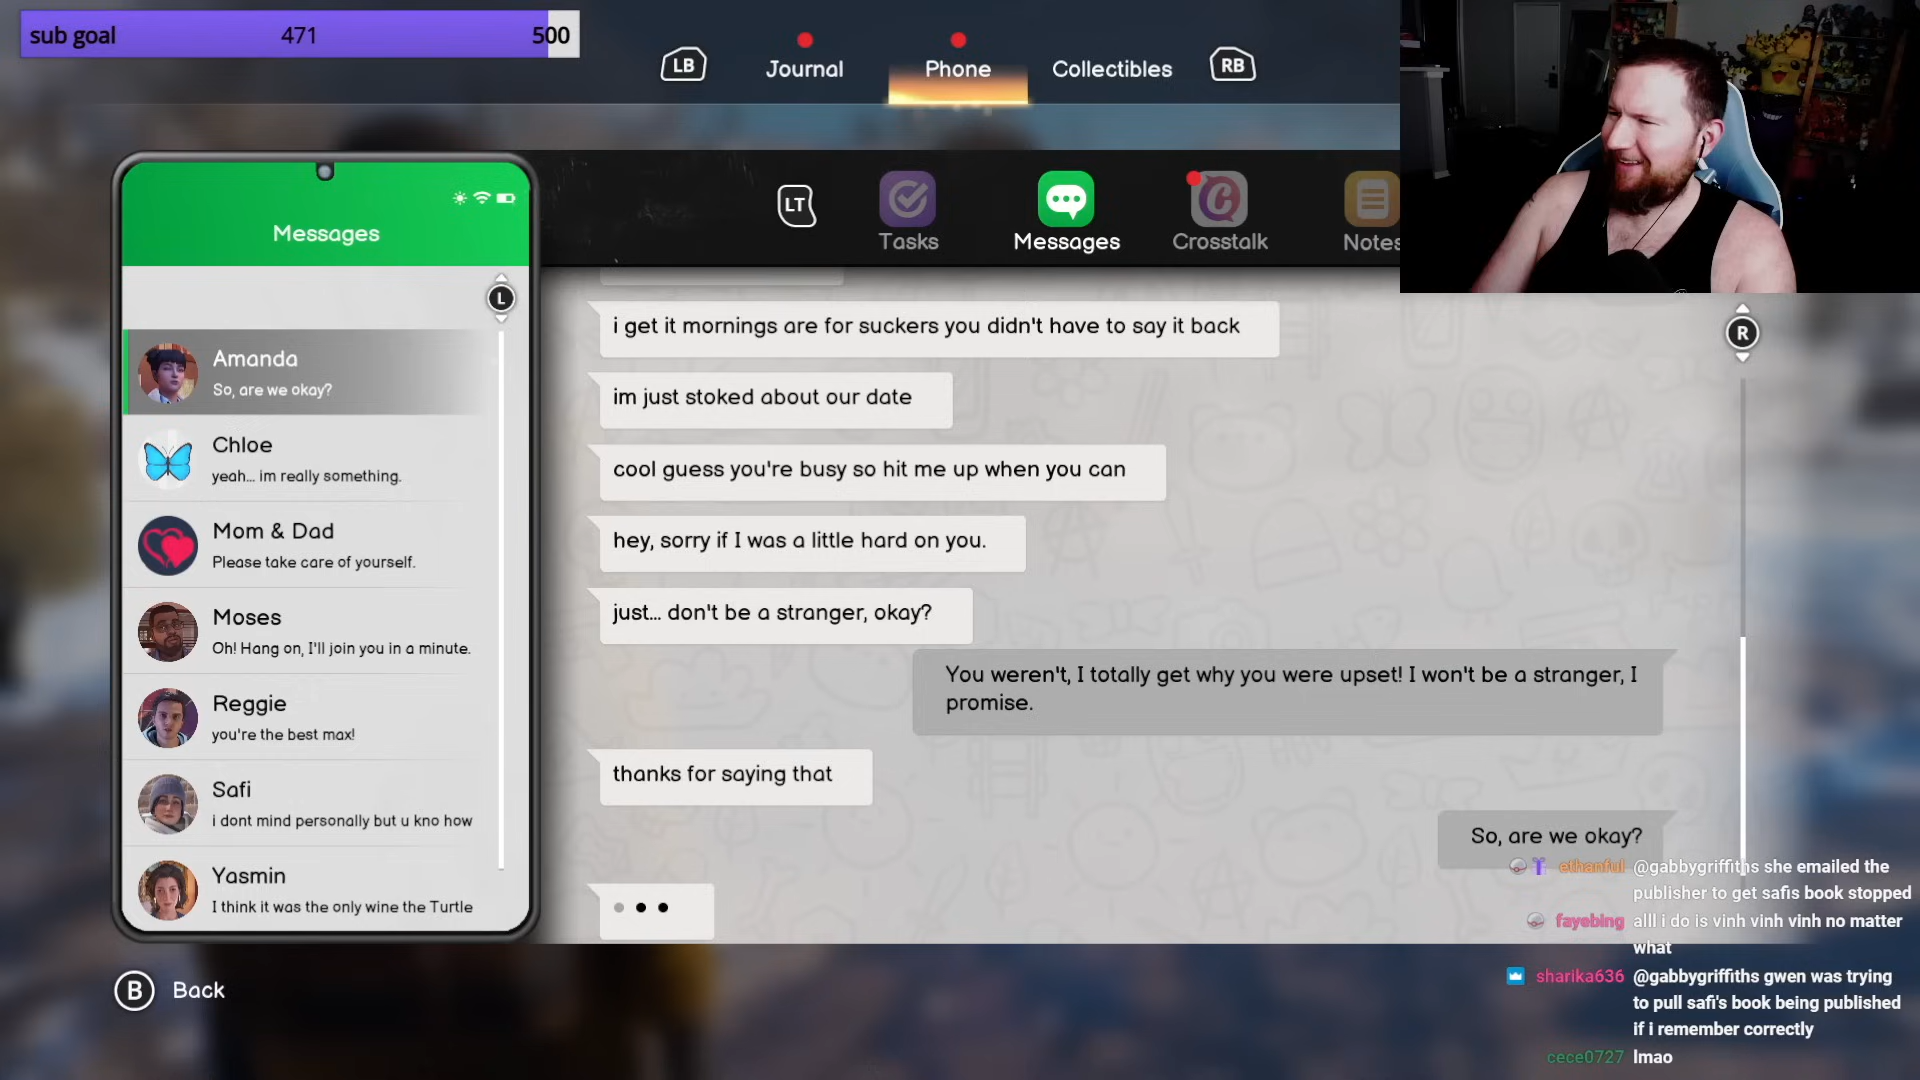 sub goal 471 500
LB Journal Phone Collectibles RB
Messages
LT Tasks Messages Crosstalk Notes
L
R
Amanda
So, are we okay?
Chloe
yeah... im really something.
Mom & Dad
Please take care of yourself.
Moses
Oh! Hang on, I'll join you in a minute.
Reggie
you're the best max!
Safi
i dont mind personally but u kno how
Yasmin
I think it was the only wine the Turtle
i get it mornings are for suckers you didn't have to say it back
im just stoked about our date
cool guess you're busy so hit me up when you can
hey, sorry if I was a little hard on you.
just... don't be a stranger, okay?
You weren't, I totally get why you were upset! I won't be a stranger, I
promise.
thanks for saying that
So, are we okay?
ethanful @gabbygriffiths she emailed the
publisher to get safis book stopped
fayebing alll i do is vinh vinh vinh no matter
what
sharika636 @gabbygriffiths gwen was trying
to pull safi's book being published
if i remember correctly
cece0727 lmao
B Back